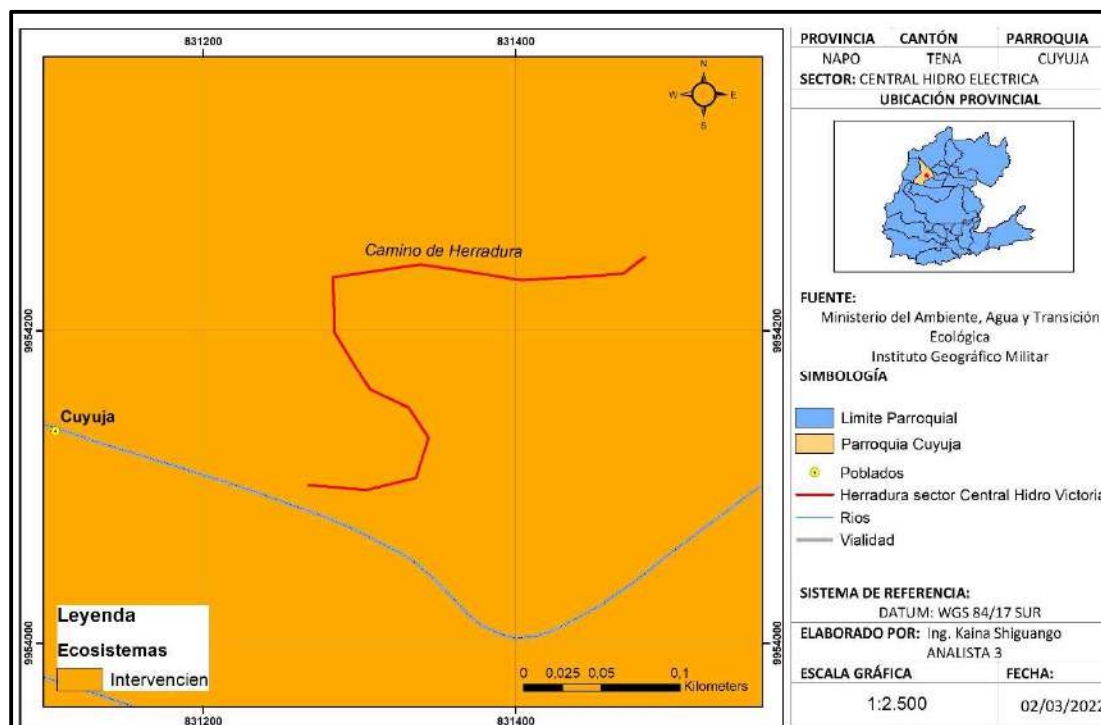 831200
831400
N
W
E
S
Camino de Herradura
9954200
9954200
Cuyuja
9954000
9954000
Leyenda
Ecosistemas
Intervencien
0 0,025 0,05 0,1
Kilometers
831200
831400
PROVINCIA CANTÓN PARROQUIA
NAPO TENA CUYUJA
SECTOR: CENTRAL HIDRO ELECTRICA
UBICACIÓN PROVINCIAL
FUENTE:
Ministerio del Ambiente, Agua y Transición
Ecológica
Instituto Geográfico Militar
SIMBOLOGÍA
Limite Parroquial
Parroquia Cuyuja
Poblados
Herradura sector Central Hidro Victoria
Rios
Vialidad
SISTEMA DE REFERENCIA:
DATUM: WGS 84/17 SUR
ELABORADO POR: Ing. Kaina Shiguango
ANALISTA 3
ESCALA GRÁFICA FECHA:
1:2.500 02/03/2022